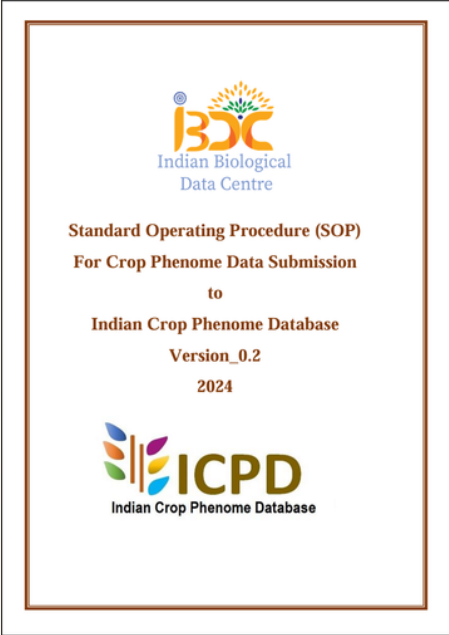 IBDC
Indian Biological
Data Centre
Standard Operating Procedure (SOP)
For Crop Phenome Data Submission
to
Indian Crop Phenome Database
Version_0.2
2024
ICPD
Indian Crop Phenome Database